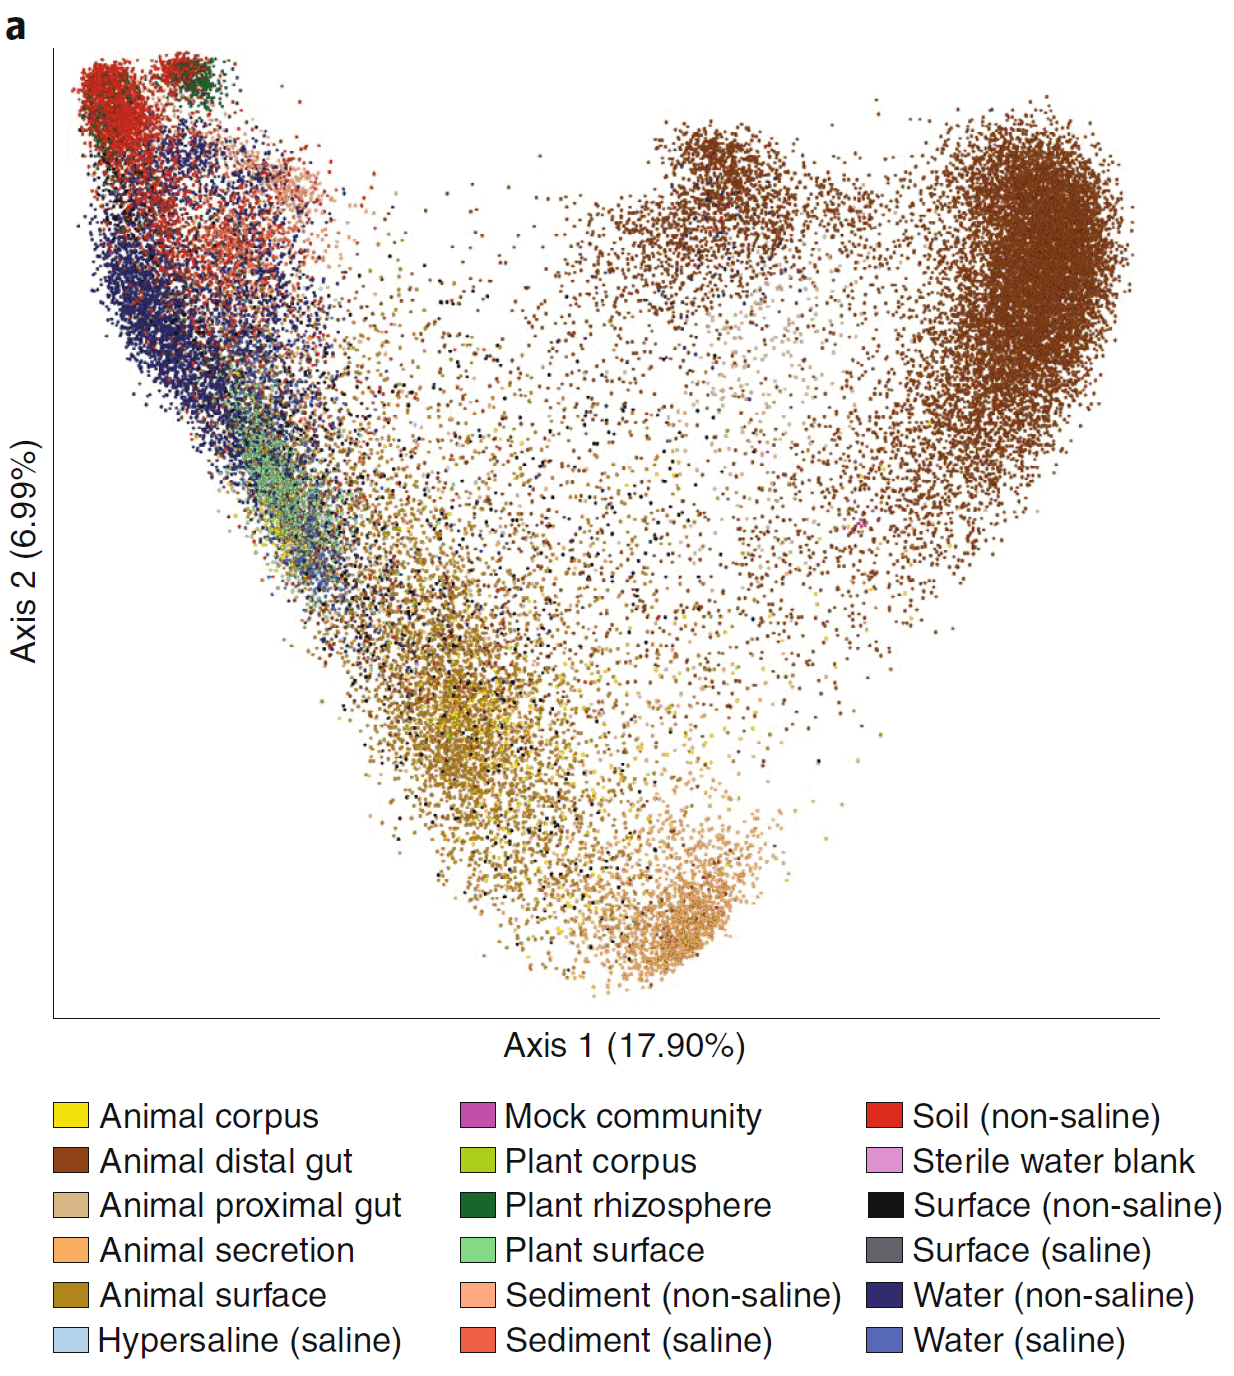 a
Axis 2 (6.99%)
Axis 1 (17.90%)
Animal corpus
Animal distal gut
Animal proximal gut
Animal secretion
Animal surface
Hypersaline (saline)
Mock community
Plant corpus
Plant rhizosphere
Plant surface
Sediment (non-saline)
Sediment (saline)
Soil (non-saline)
Sterile water blank
Surface (non-saline)
Surface (saline)
Water (non-saline)
Water (saline)